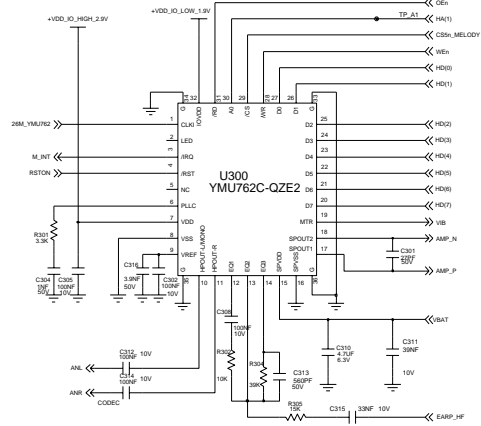 +VDD_IO_LOW_1.9V
OEn
+VDD_IO_HIGH_2.9V
TP_A1
HA(1)
CS5n_MELODY
WEn
HD(0)
HD(1)
34
32
31
30
29
28
27
26
33
G
IOVDD
/RD
A0
/CS
/WR
D0
D1
G
26M_YMU762
1
CLKI
D2
25
HD(2)
2
LED
D3
24
HD(3)
M_INT
3
/IRQ
D4
23
HD(4)
RSTON
4
/RST
U300
D5
22
HD(5)
5
NC
YMU762C-QZE2
D6
21
HD(6)
6
PLLC
D7
20
HD(7)
7
VDD
MTR
19
VIB
8
VSS
SPOUT2
18
AMP_N
9
VREF
SPOUT1
17
AMP_P
R301
3.3K
C301
27PF
50V
C304
1NF
50V
C305
100NF
10V
C316
3.9NF
50V
C302
100NF
10V
G
HPOUT-L/MONO
HPOUT-R
EQ1
EQ2
EQ3
SPVDD
SPVSS
G
36
10
11
12
13
14
15
16
VBAT
C308
100NF
10V
C310
4.7UF
6.3V
C311
39NF
10V
ANL
C312
100NF
10V
R302
10K
R304
39K
C313
560PF
50V
ANR
C314
100NF
10V
CODEC
R305
15K
C315
33NF
10V
EARP_HF